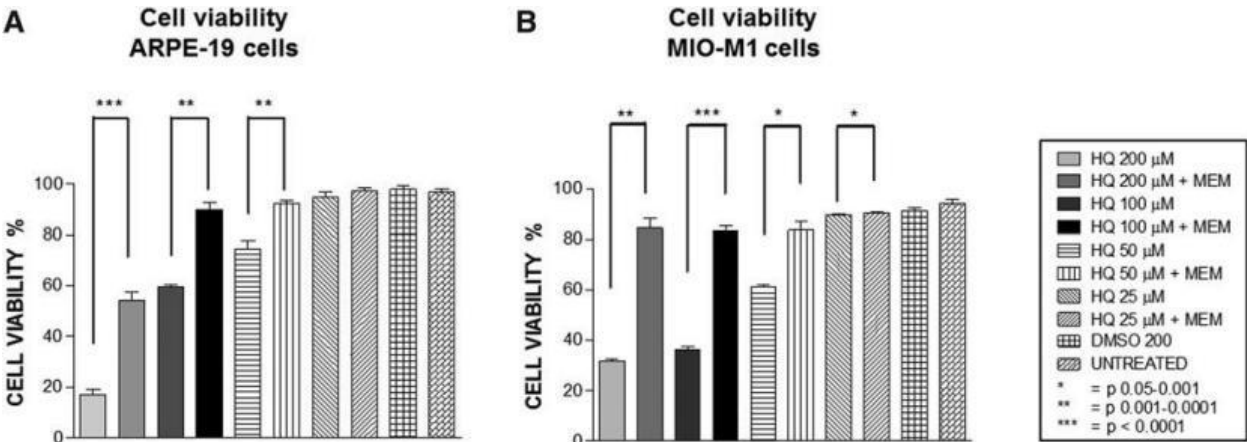 A
Cell viability
ARPE-19 cells
*** ** **
CELL VIABILITY %
100
80
60
40
20
0
B
Cell viability
MIO-M1 cells
** *** * *
CELL VIABILITY %
100
80
60
40
20
0
HQ 200 µM
HQ 200 µM + MEM
HQ 100 µM
HQ 100 µM + MEM
HQ 50 µM
HQ 50 µM + MEM
HQ 25 µM
HQ 25 µM + MEM
DMSO 200
UNTREATED
* = p 0.05-0.001
** = p 0.001-0.0001
*** = p < 0.0001